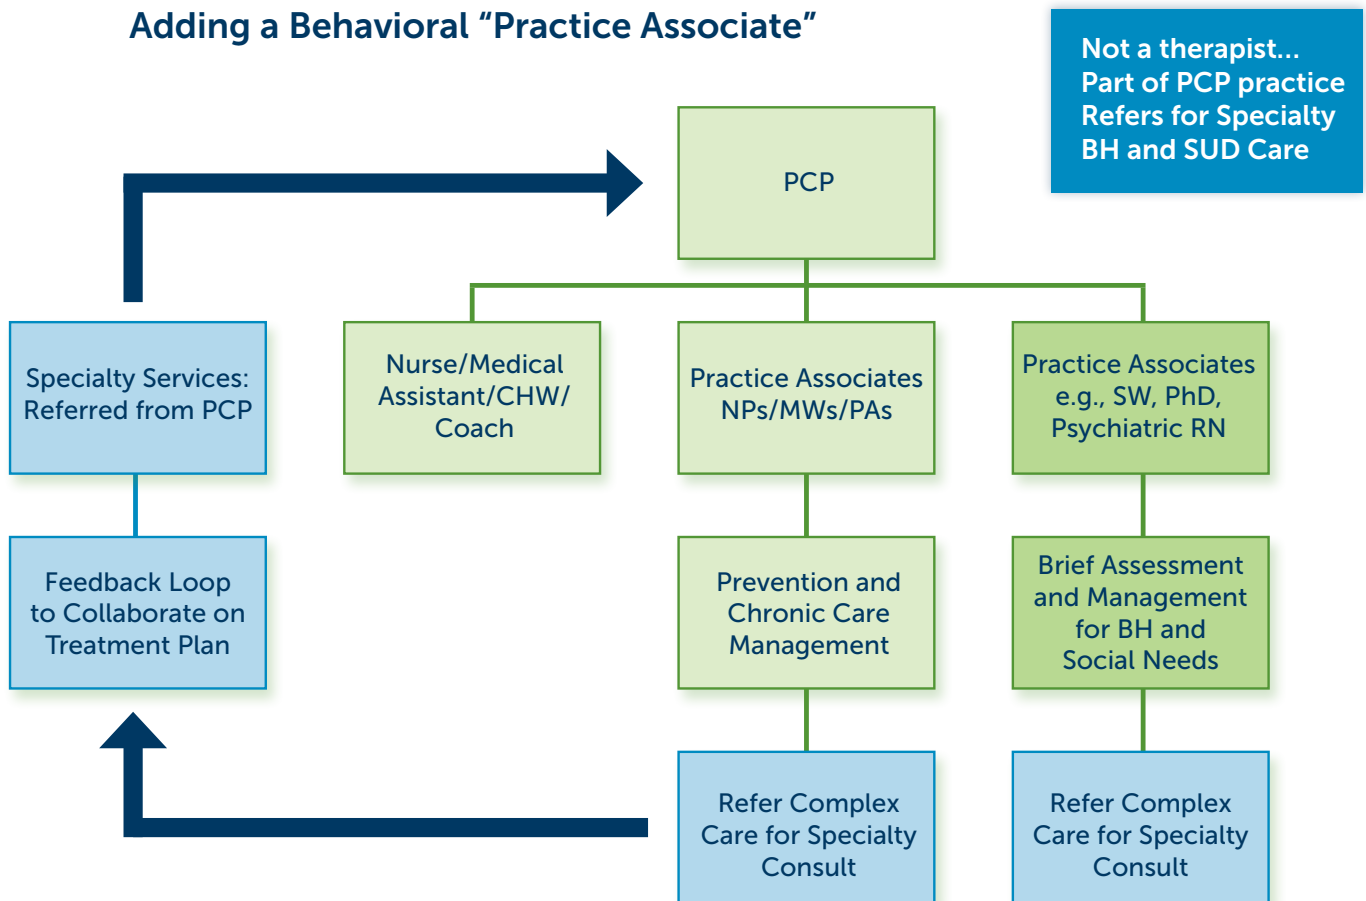 Adding a Behavioral “Practice Associate”
Not a therapist...
Part of PCP practice
Refers for Specialty
BH and SUD Care
PCP
Specialty Services:
Referred from PCP
Nurse/Medical
Assistant/CHW/
Coach
Practice Associates
NPs/MWs/PAs
Practice Associates
e.g., SW, PhD,
Psychiatric RN
Feedback Loop
to Collaborate on
Treatment Plan
Prevention and
Chronic Care
Management
Brief Assessment
and Management
for BH and
Social Needs
Refer Complex
Care for Specialty
Consult
Refer Complex
Care for Specialty
Consult